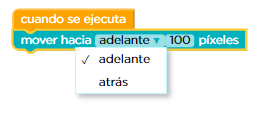 cuando se ejecuta
mover hacia adelante ▼ 100 píxeles
✓ adelante
atrás